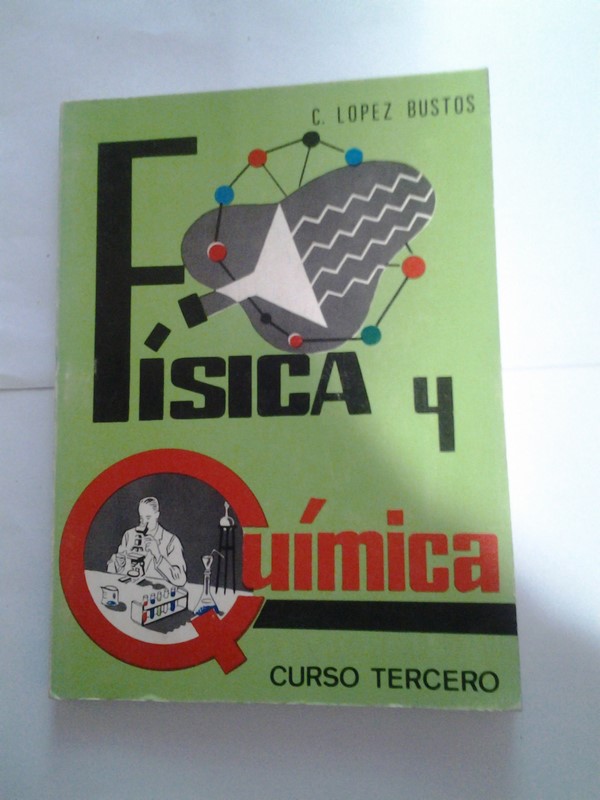 C. LOPEZ BUSTOS
FÍSICA y
Química
CURSO TERCERO